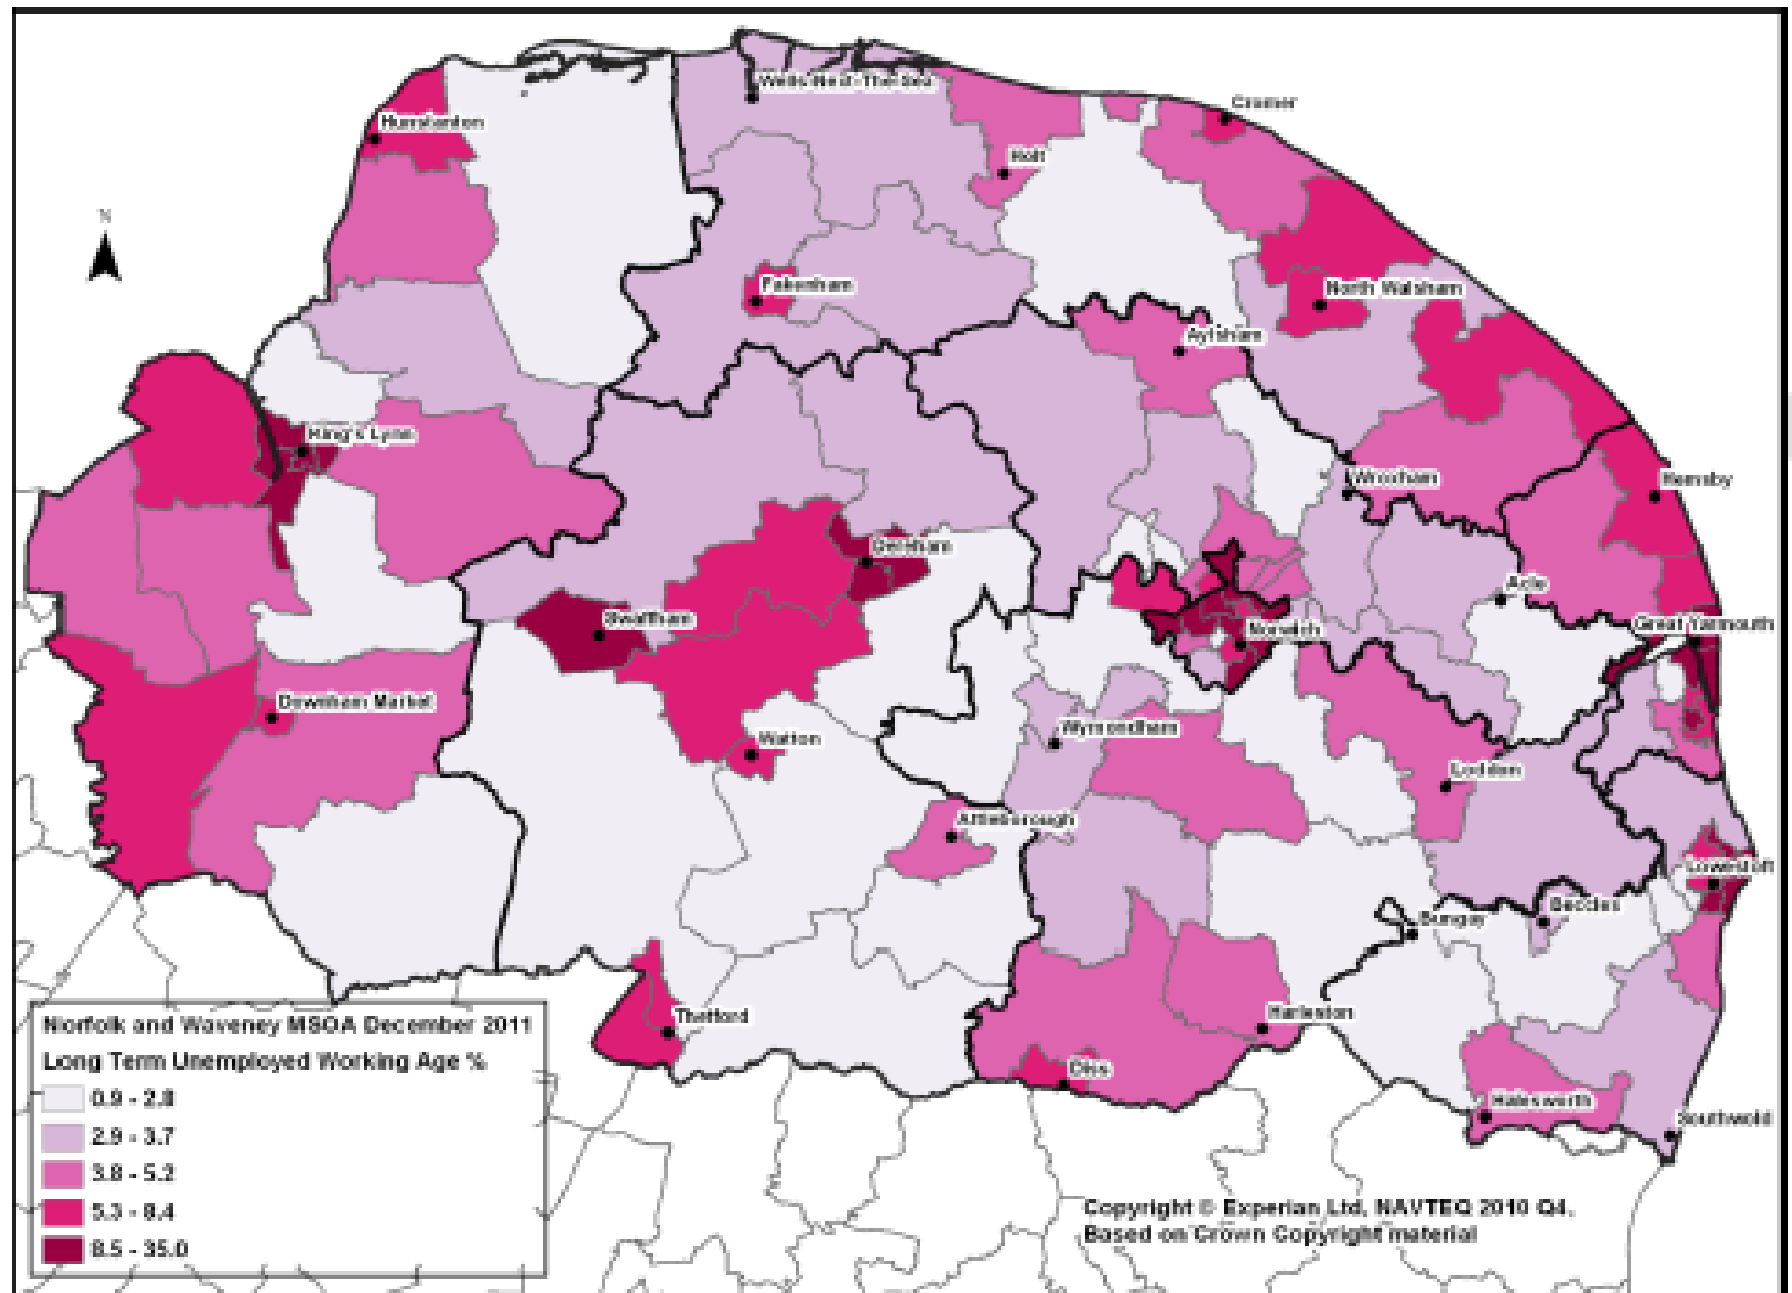 Wells-Next-The-Sea
Cromer
Hunstanton
Holt
N
Fakenham
North Walsham
Aylsham
King's Lynn
Wroxham
Hemsby
Dereham
Acle
Swaffham
Norwich
Great Yarmouth
Downham Market
Wymondham
Watton
Loddon
Attleborough
Lowestoft
Beccles
Bungay
Harleston
Thetford
Diss
Halesworth
Southwold
Norfolk and Waveney MSOA December 2011
Long Term Unemployed Working Age %
0.9 - 2.8
2.9 - 3.7
3.8 - 5.2
5.3 - 8.4
8.5 - 35.0
Copyright © Experian Ltd, NAVTEQ 2010 Q4.
Based on Crown Copyright material